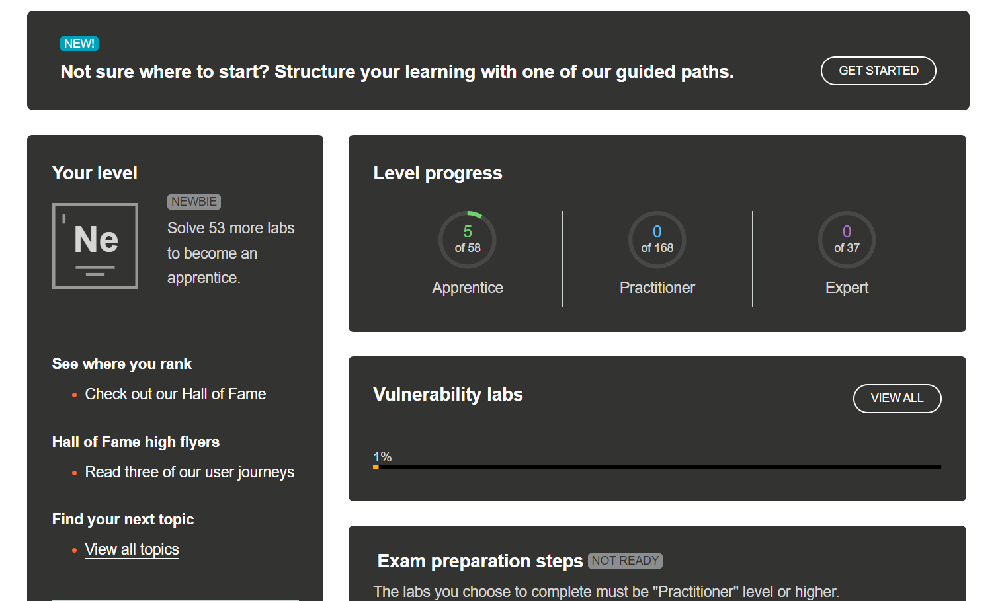 NEW!
Not sure where to start? Structure your learning with one of our guided paths.
GET STARTED
Your level
Ne
NEWBIE
Solve 53 more labs
to become an
apprentice.
See where you rank
Check out our Hall of Fame
Hall of Fame high flyers
Read three of our user journeys
Find your next topic
View all topics
Level progress
5
of 58
Apprentice
0
of 168
Practitioner
0
of 37
Expert
Vulnerability labs
VIEW ALL
1%
Exam preparation steps NOT READY
The labs you choose to complete must be "Practitioner" level or higher.